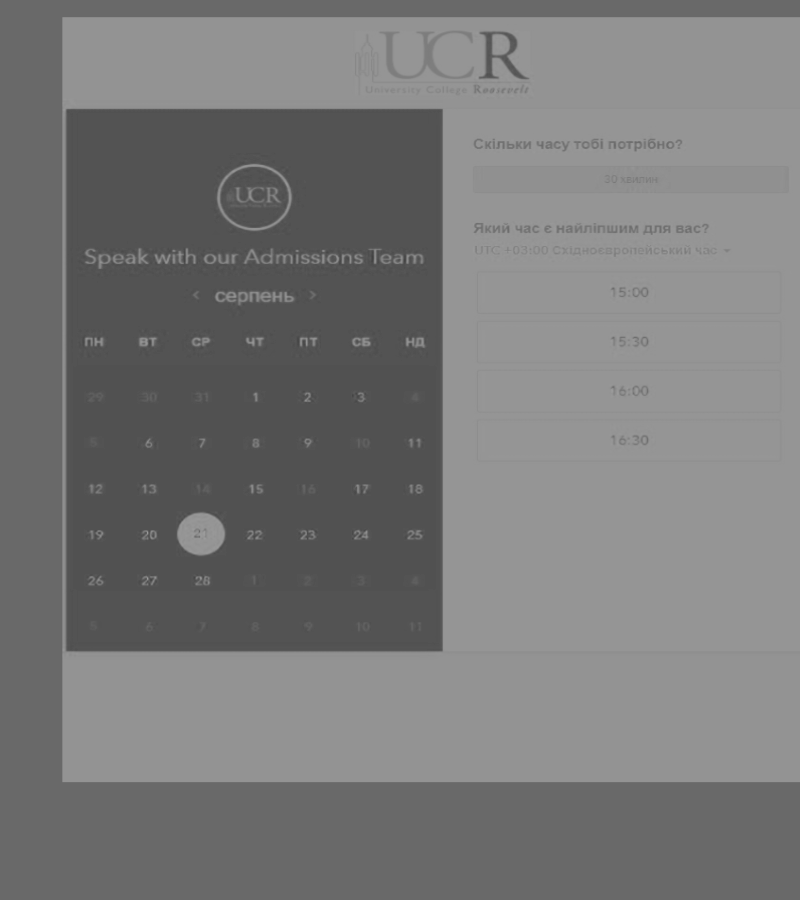 UCR
University College Roosevelt
UCR
Speak with our Admissions Team
< серпень >
ПН ВТ СР ЧТ ПТ СБ НД
29 30 31 1 2 3 4
5 6 7 8 9 10 11
12 13 14 15 16 17 18
19 20 21 22 23 24 25
26 27 28 1 2 3 4
5 6 7 8 9 10 11
Скільки часу тобі потрібно?
30 хвилин
Який час є найліпшим для вас?
UTC +03:00 Східноєвропейський час
15:00
15:30
16:00
16:30